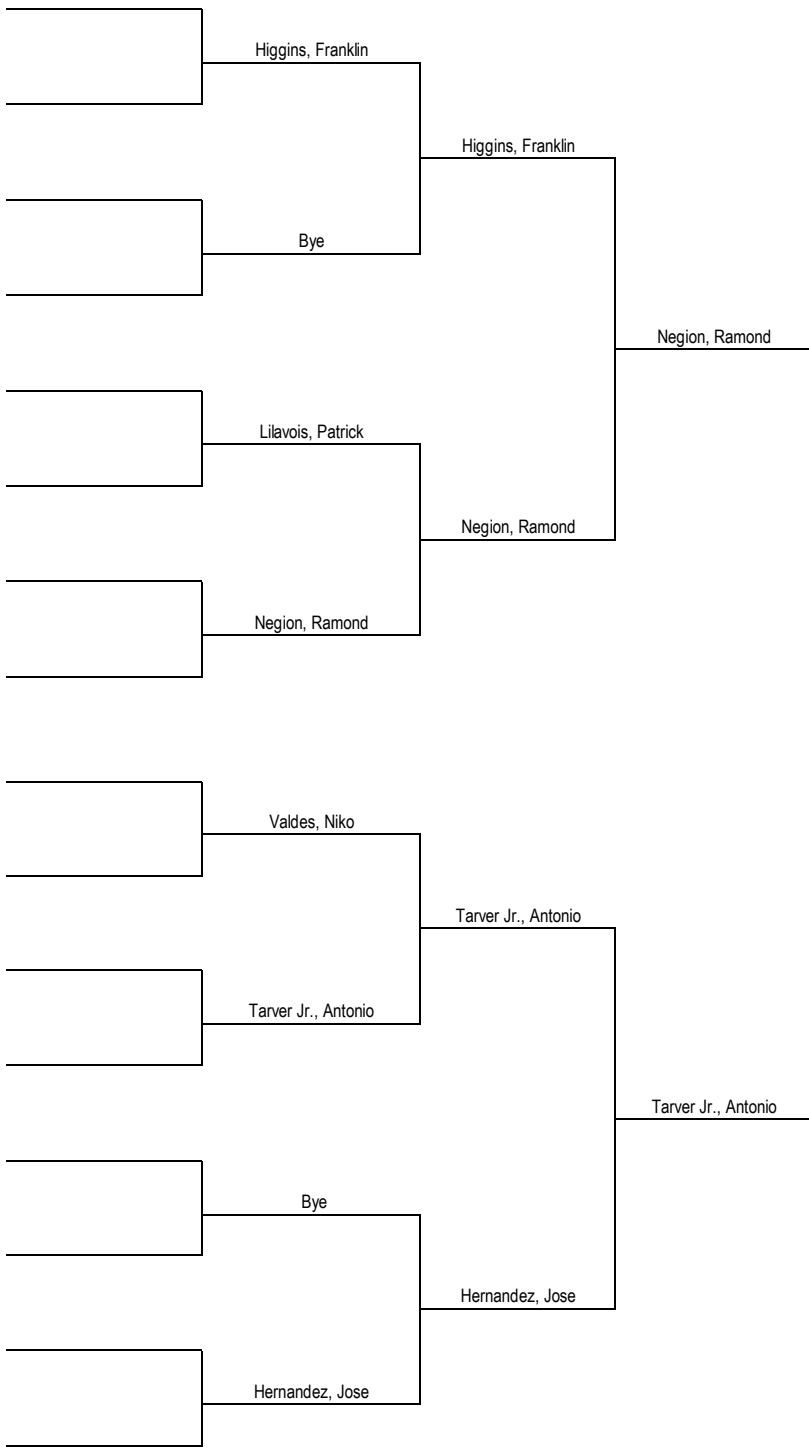 Higgins, Franklin
Higgins, Franklin
Bye
Negion, Ramond
Lilavois, Patrick
Negion, Ramond
Negion, Ramond
Valdes, Niko
Tarver Jr., Antonio
Tarver Jr., Antonio
Tarver Jr., Antonio
Bye
Hernandez, Jose
Hernandez, Jose